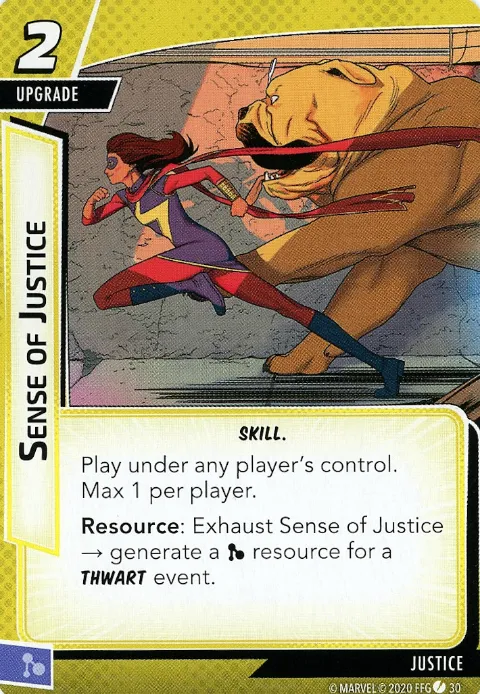 2
UPGRADE
SENSE OF JUSTICE
SKILL.
Play under any player's control.
Max 1 per player.
Resource: Exhaust Sense of Justice
→ generate a resource for a
THWART event.
JUSTICE
© MARVEL © 2020 FFG 30